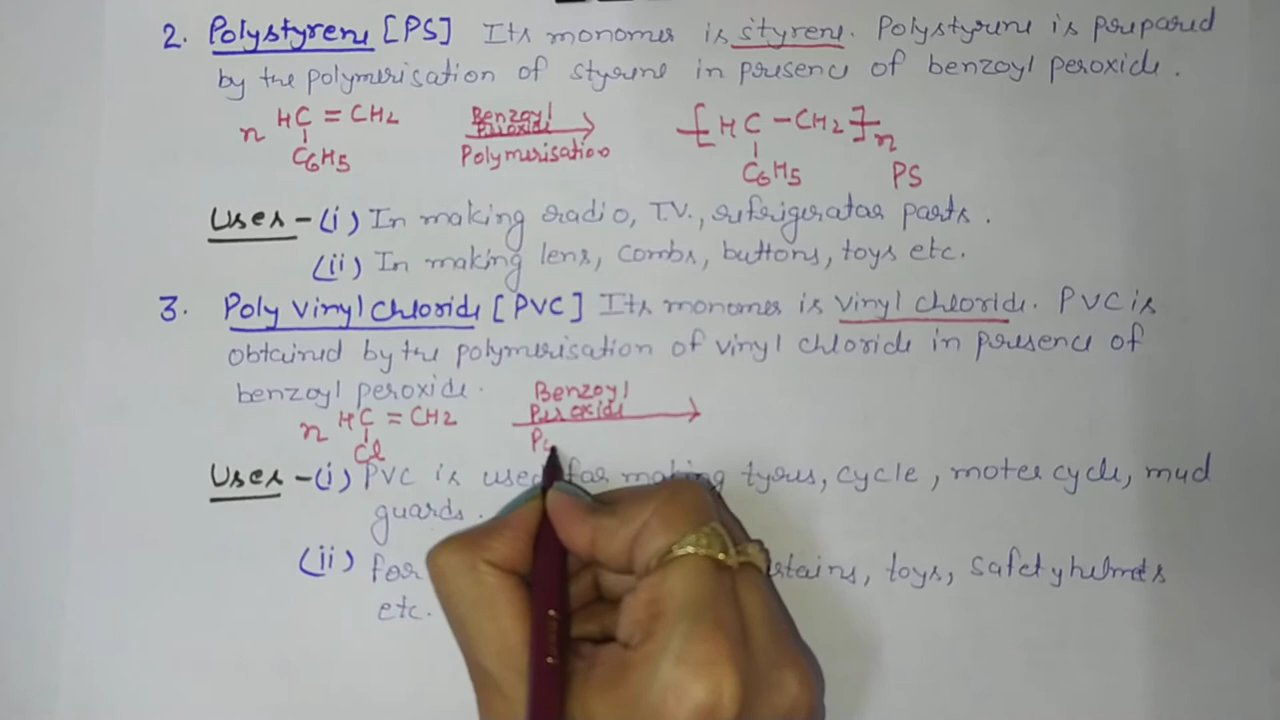 2. Polystyrene [PS] Its monomer is styrene. Polystyrene is prepared
by the polymerisation of styrene in presence of benzoyl peroxide.
n HC = CH2 Benzoyl Peroxide Polymerisation [HC - CH2]n
C6H5 C6H5 PS
Uses - (i) In making radio, T.V., refrigerator parts.
(ii) In making lens, combs, buttons, toys etc.
3. Poly Vinyl Chloride [PVC] Its monomer is vinyl chloride. PVC is
obtained by the polymerisation of vinyl chloride in presence of
benzoyl peroxide.
n HC = CH2 Benzoyl Peroxide
Cl
Uses - (i) PVC is used for making tyres, cycle, moter cycle, mud
guards.
(ii) for toys, safety helmets
etc.